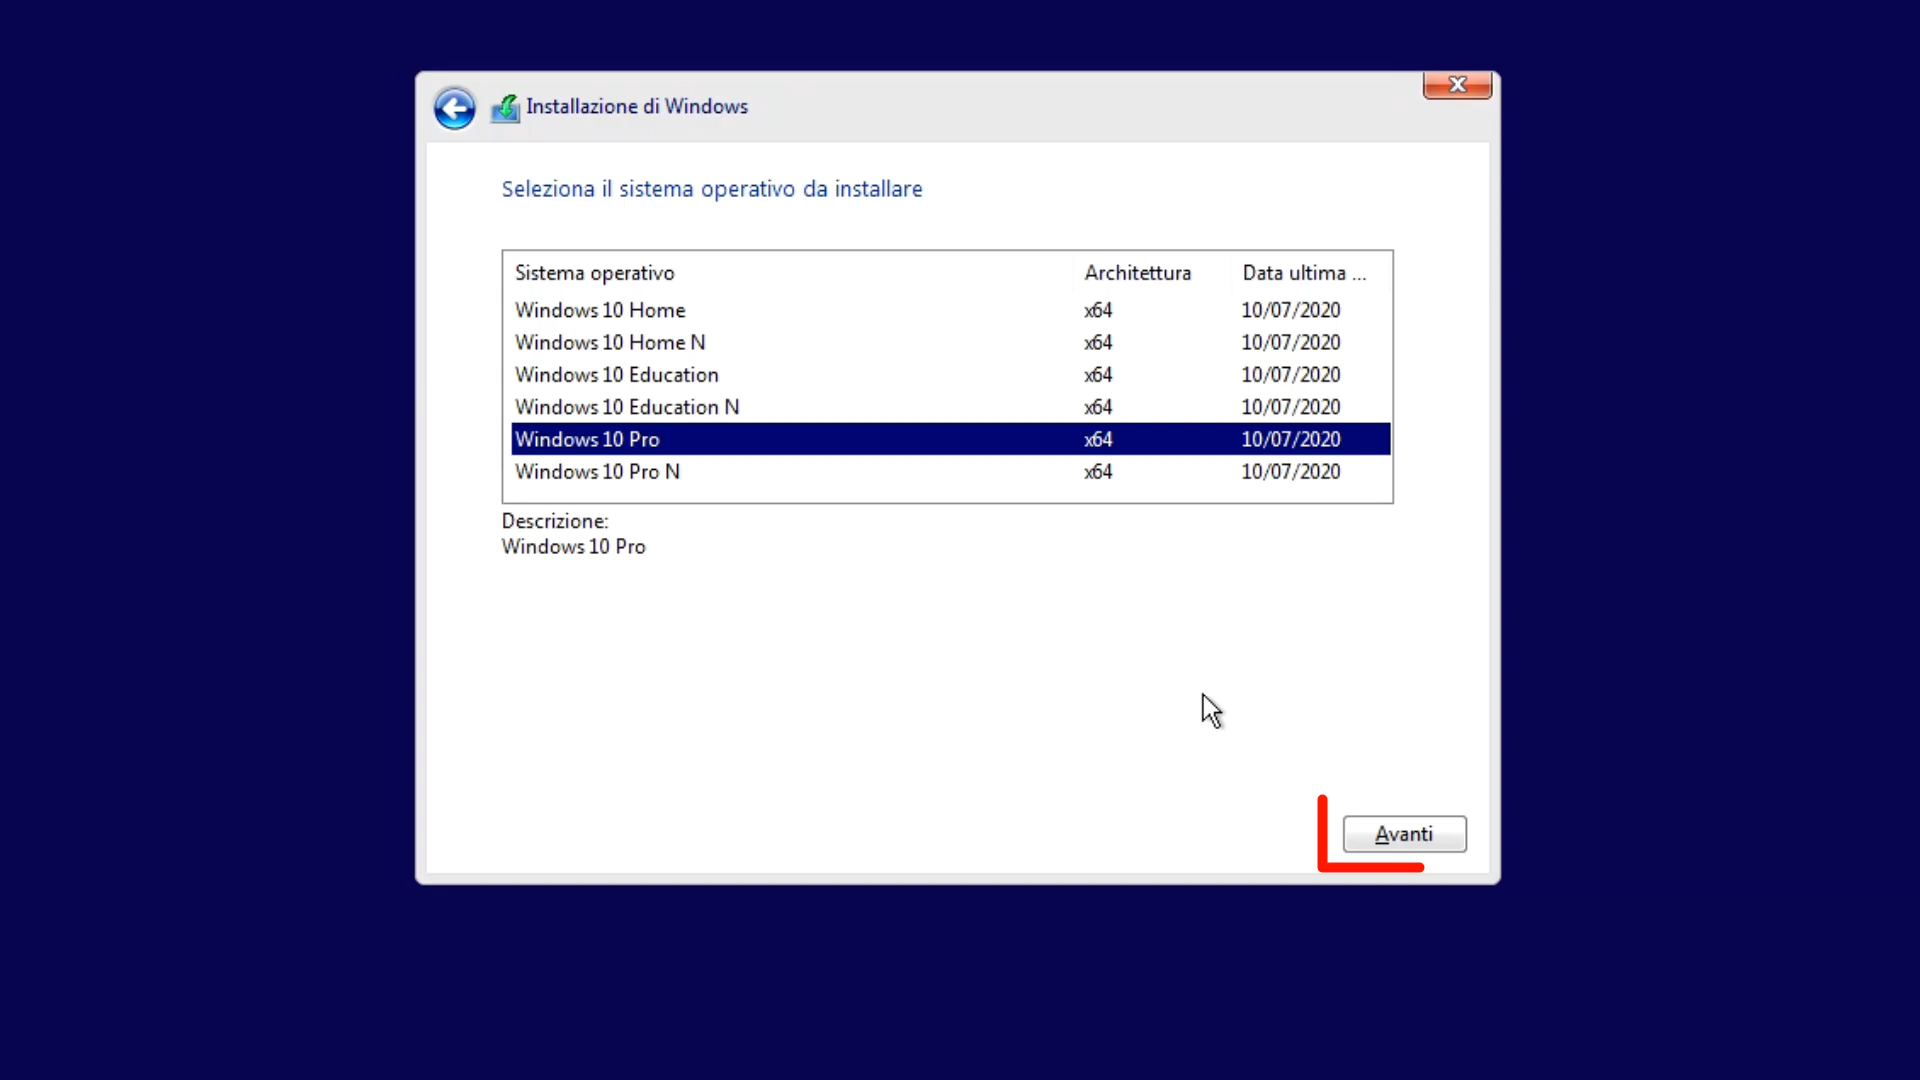 Installazione di Windows
Seleziona il sistema operativo da installare
Sistema operativo Architettura Data ultima ...
Windows 10 Home x64 10/07/2020
Windows 10 Home N x64 10/07/2020
Windows 10 Education x64 10/07/2020
Windows 10 Education N x64 10/07/2020
Windows 10 Pro x64 10/07/2020
Windows 10 Pro N x64 10/07/2020
Descrizione:
Windows 10 Pro
Avanti